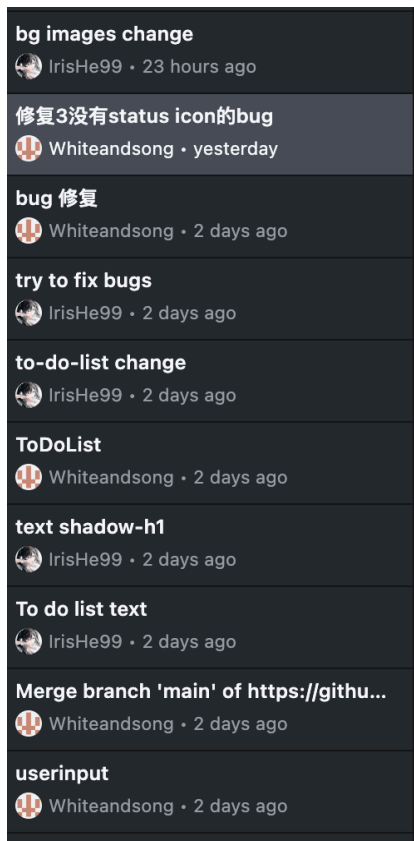 bg images change
IrisHe99 • 23 hours ago
修复3没有status icon的bug
Whiteandsong • yesterday
bug 修复
Whiteandsong • 2 days ago
try to fix bugs
IrisHe99 • 2 days ago
to-do-list change
IrisHe99 • 2 days ago
ToDoList
Whiteandsong • 2 days ago
text shadow-h1
IrisHe99 • 2 days ago
To do list text
IrisHe99 • 2 days ago
Merge branch 'main' of https://githu...
Whiteandsong • 2 days ago
userinput
Whiteandsong • 2 days ago